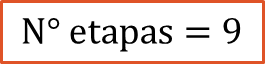 N° etapas = 9